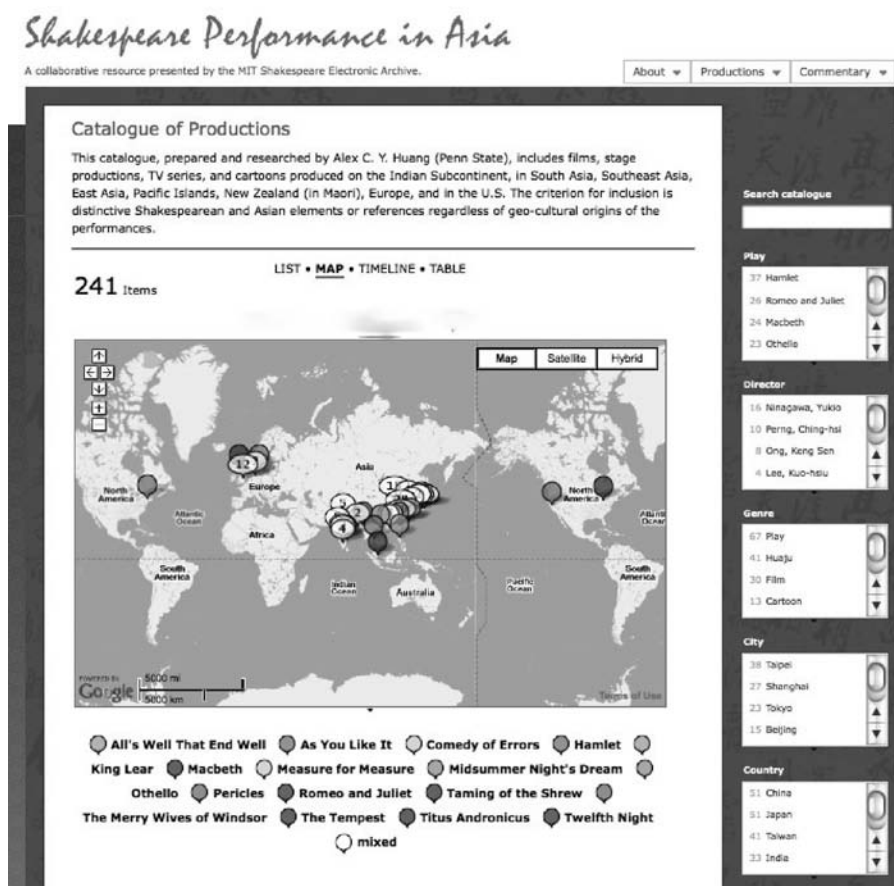 Shakespeare Performance in Asia
A collaborative resource presented by the MIT Shakespeare Electronic Archive.
About
Productions
Commentary
Catalogue of Productions
This catalogue, prepared and researched by Alex C. Y. Huang (Penn State), includes films, stage
productions, TV series, and cartoons produced on the Indian Subcontinent, in South Asia, Southeast Asia,
East Asia, Pacific Islands, New Zealand (in Maori), Europe, and in the U.S. The criterion for inclusion is
distinctive Shakespearean and Asian elements or references regardless of geo-cultural origins of the
performances.
241 Items
LIST • MAP • TIMELINE • TABLE
Map
Satellite
Hybrid
12
5
2
4
North
America
Atlantic
Ocean
South
America
Europe
Africa
Asia
Indian
Ocean
Australia
Pacific
Ocean
North
America
South
America
POWERED BY
Google
5000 mi
5000 km
Terms of Use
All's Well That End Well As You Like It Comedy of Errors Hamlet
King Lear Macbeth Measure for Measure Midsummer Night's Dream
Othello Pericles Romeo and Juliet Taming of the Shrew
The Merry Wives of Windsor The Tempest Titus Andronicus Twelfth Night
mixed
Search catalogue
Play
37 Hamlet
26 Romeo and Juliet
24 Macbeth
23 Othello
Director
16 Ninagawa, Yukio
10 Perng, Ching-hsi
8 Ong, Keng Sen
4 Lee, Kuo-hsiu
Genre
67 Play
41 Huaju
30 Film
13 Cartoon
City
38 Taipei
27 Shanghai
23 Tokyo
15 Beijing
Country
51 China
51 Japan
41 Taiwan
33 India